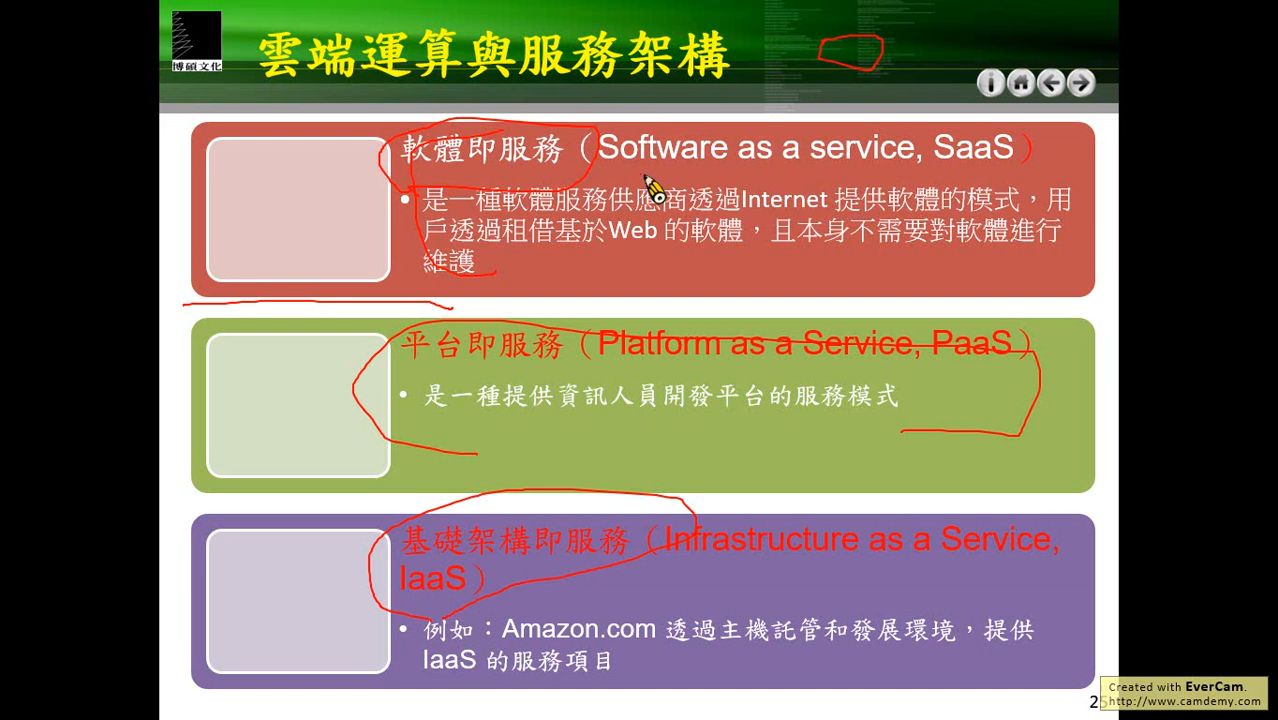 博碩文化
雲端運算與服務架構
軟體即服務（Software as a service, SaaS）
• 是一種軟體服務供應商透過Internet 提供軟體的模式，用
戶透過租借基於Web 的軟體，且本身不需要對軟體進行
維護
平台即服務（Platform as a Service, PaaS）
• 是一種提供資訊人員開發平台的服務模式
基礎架構即服務（Infrastructure as a Service,
IaaS）
• 例如：Amazon.com 透過主機託管和發展環境，提供
IaaS 的服務項目
Created with EverCam.
http://www.camdemy.com